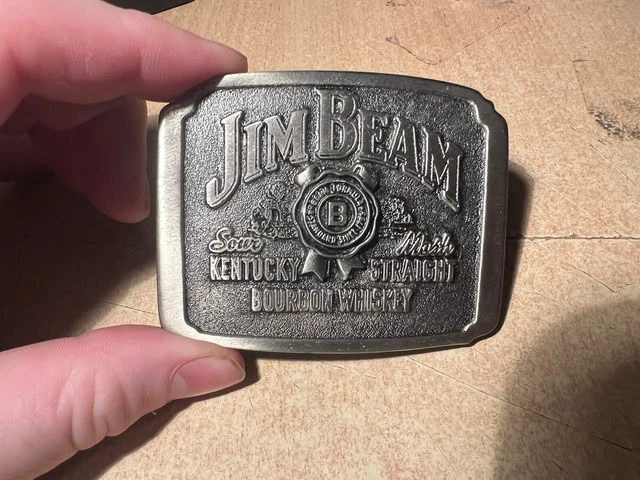 JIM BEAM
B
Sour Mash
KENTUCKY STRAIGHT
BOURBON WHISKEY